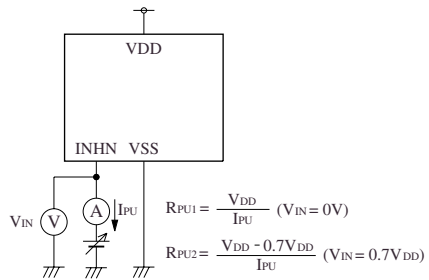 VDD
INHN VSS
VIN V A IPU
RPU1 = VDD / IPU (VIN = 0V)
RPU2 = VDD - 0.7VDD / IPU (VIN = 0.7VDD)